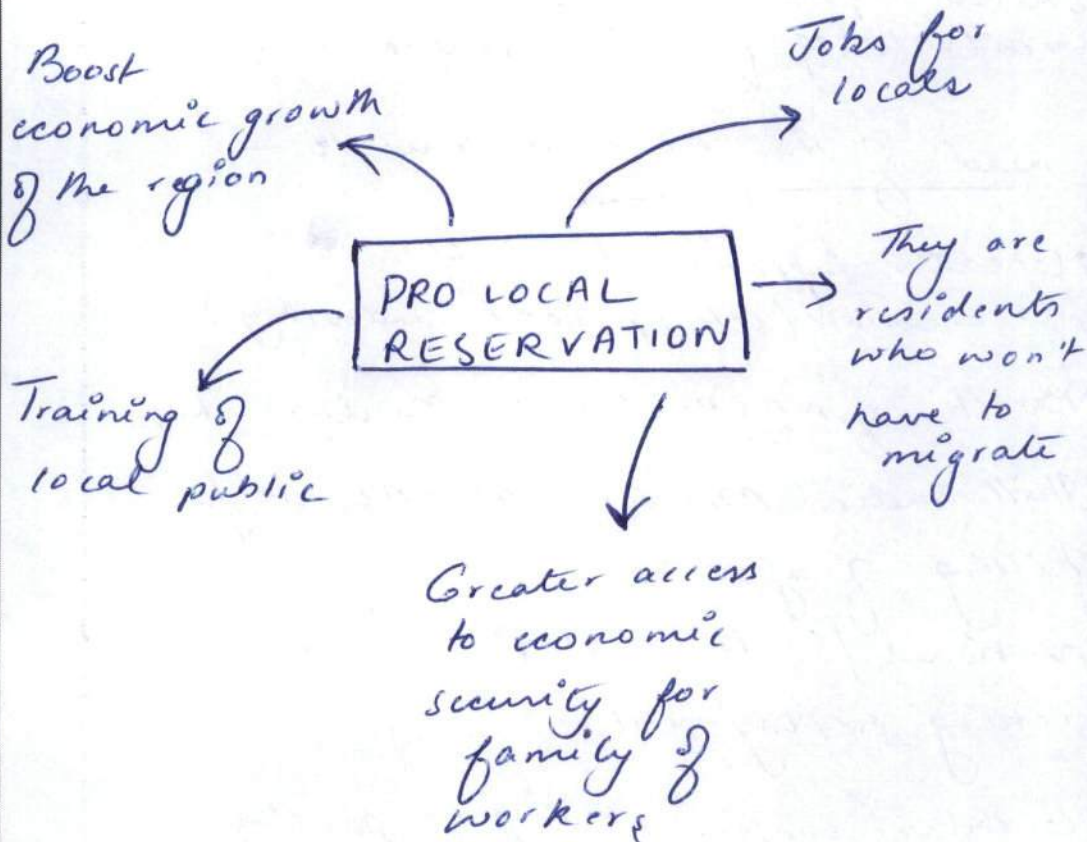 Boost
economic growth
of the region
Jobs for
locals
PRO LOCAL
RESERVATION
They are
residents
who won't
have to
migrate
Training of
local public
Greater access
to economic
security for
family of
workers